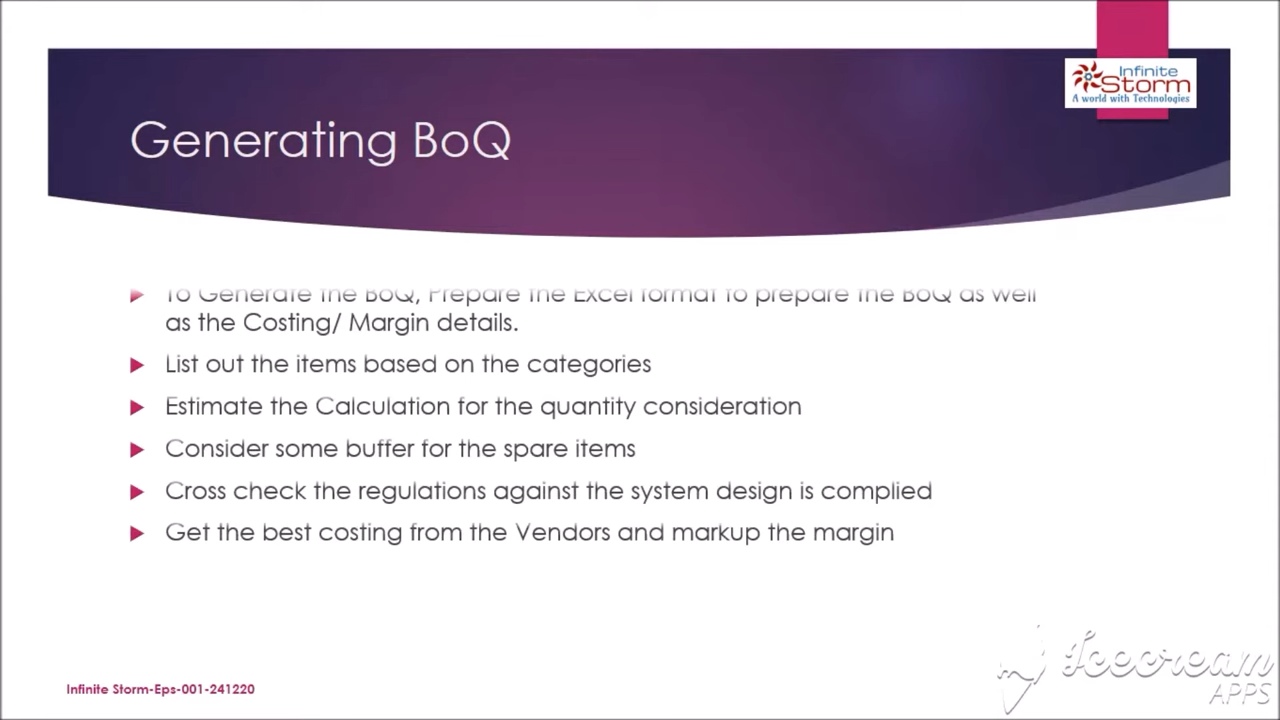 Infinite
Storm
A world with Technologies
Generating BoQ
To Generate the BoQ, Prepare the Excel format to prepare the BoQ as well
as the Costing/ Margin details.
List out the items based on the categories
Estimate the Calculation for the quantity consideration
Consider some buffer for the spare items
Cross check the regulations against the system design is complied
Get the best costing from the Vendors and markup the margin
Infinite Storm-Eps-001-241220
Icecream
APPS